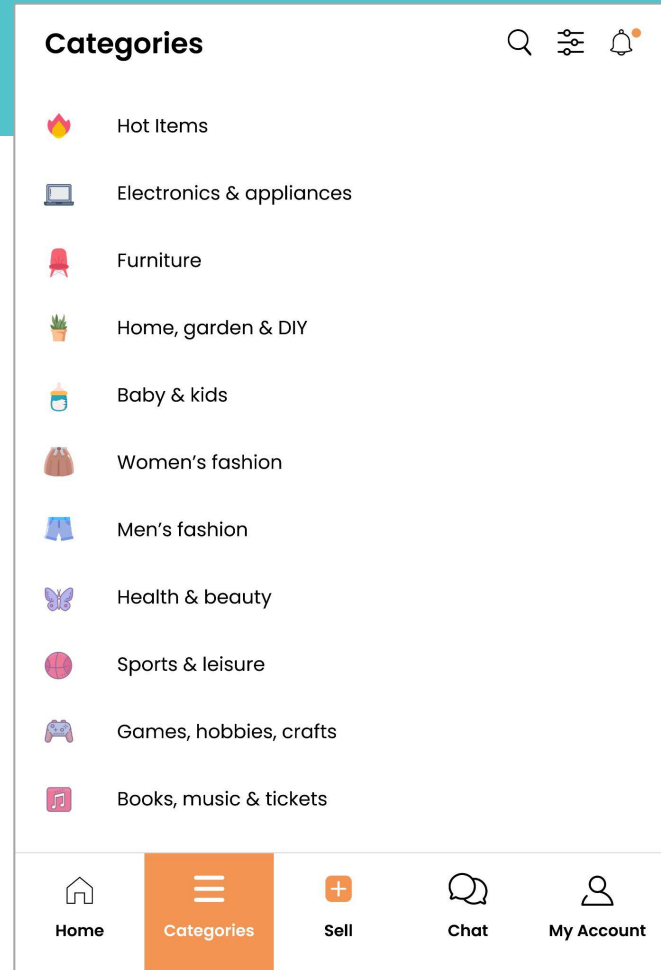 Categories
Hot Items
Electronics & appliances
Furniture
Home, garden & DIY
Baby & kids
Women’s fashion
Men’s fashion
Health & beauty
Sports & leisure
Games, hobbies, crafts
Books, music & tickets
Home
Categories
Sell
Chat
My Account